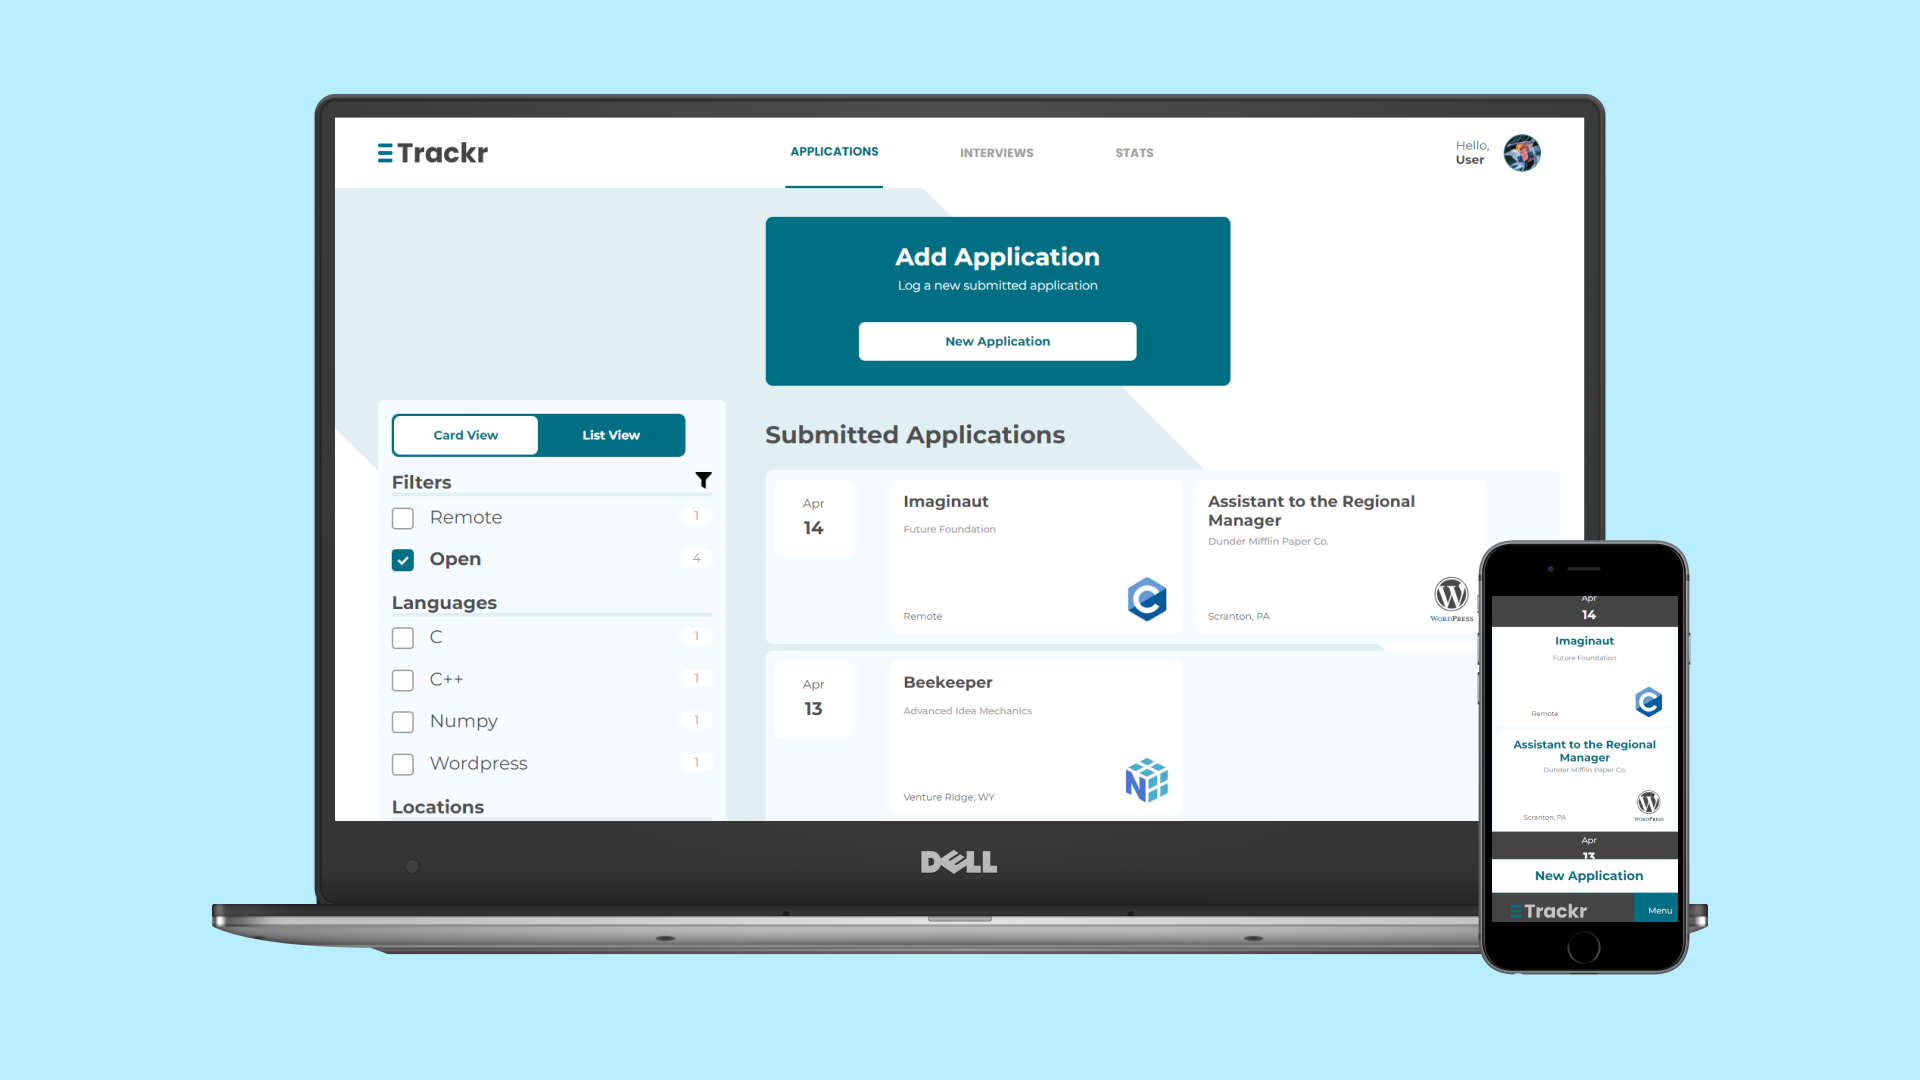 Trackr
APPLICATIONS
INTERVIEWS
STATS
Hello,
User
Add Application
Log a new submitted application
New Application
Card View
List View
Filters
Remote 1
Open 4
Languages
C 1
C++ 1
Numpy 1
Wordpress 1
Locations
Submitted Applications
Apr
14
Imaginaut
Future Foundation
Remote
C
Assistant to the Regional
Manager
Dunder Mifflin Paper Co.
Scranton, PA
W
WORDPRESS
Apr
13
Beekeeper
Advanced Idea Mechanics
Venture Ridge, WY
N
DELL
Apr
14
Imaginaut
Future Foundation
Remote
C
Assistant to the Regional
Manager
Dunder Mifflin Paper Co.
Scranton, PA
W
WORDPRESS
Apr
13
New Application
Trackr
Menu